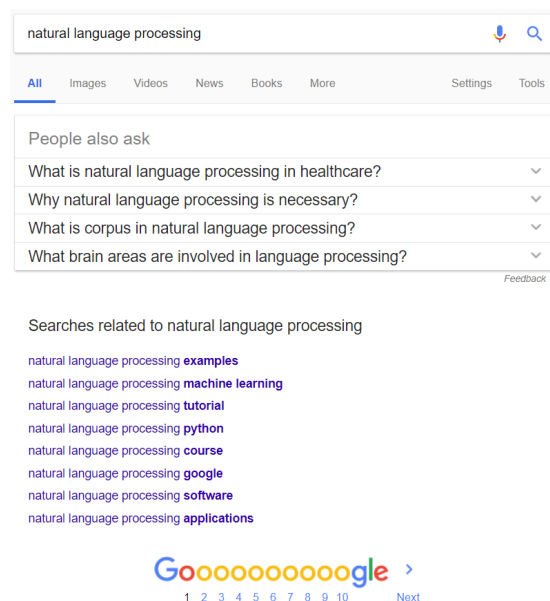 natural language processing
All Images Videos News Books More Settings Tools
People also ask
What is natural language processing in healthcare?
Why natural language processing is necessary?
What is corpus in natural language processing?
What brain areas are involved in language processing?
Feedback
Searches related to natural language processing
natural language processing examples
natural language processing machine learning
natural language processing tutorial
natural language processing python
natural language processing course
natural language processing google
natural language processing software
natural language processing applications
Goooooooooogle >
1 2 3 4 5 6 7 8 9 10 Next